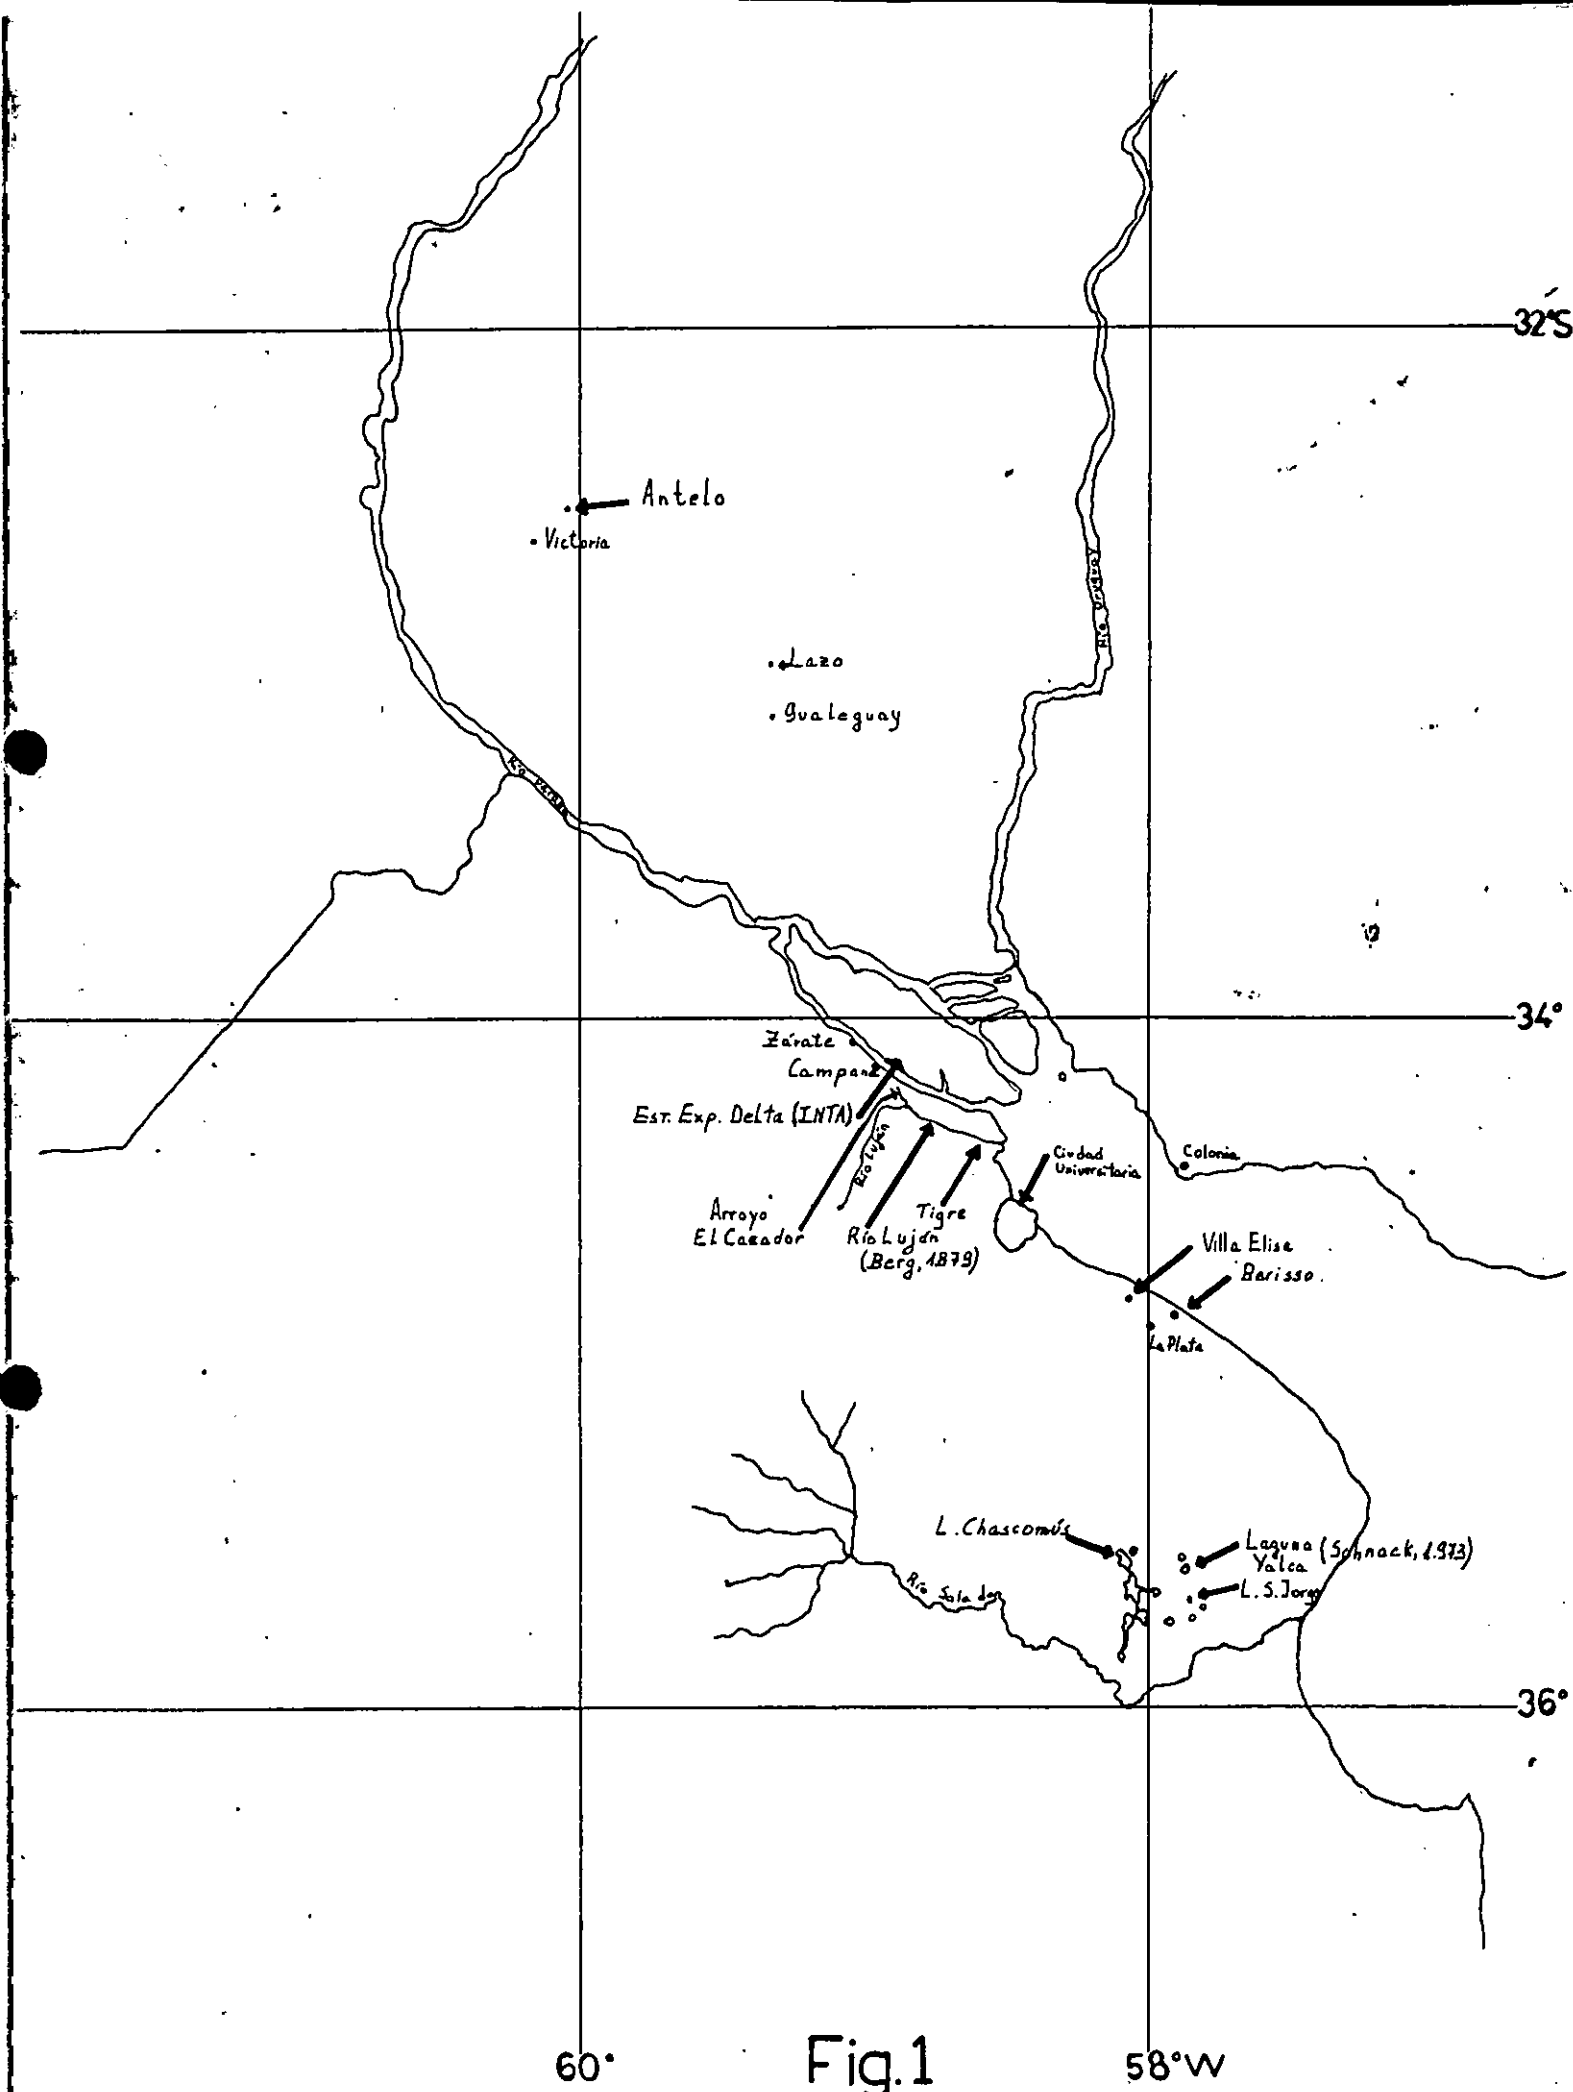 32°S
Antelo
Victoria
Río Uruguay
Lazo
Gualeguay
Río Paraná
34°
Zárate
Campana
Est. Exp. Delta (INTA)
Río Luján
Ciudad
Universitaria
Colonia
Arroyo
El Cazador
Tigre
Río Luján
(Berg, 1879)
Villa Elisa
Berisso
La Plata
L. Chascomús
Laguna (Schnack, 1.973)
Yalca
L. S. Jorge
Río Salado
36°
60°
Fig.1
58°W